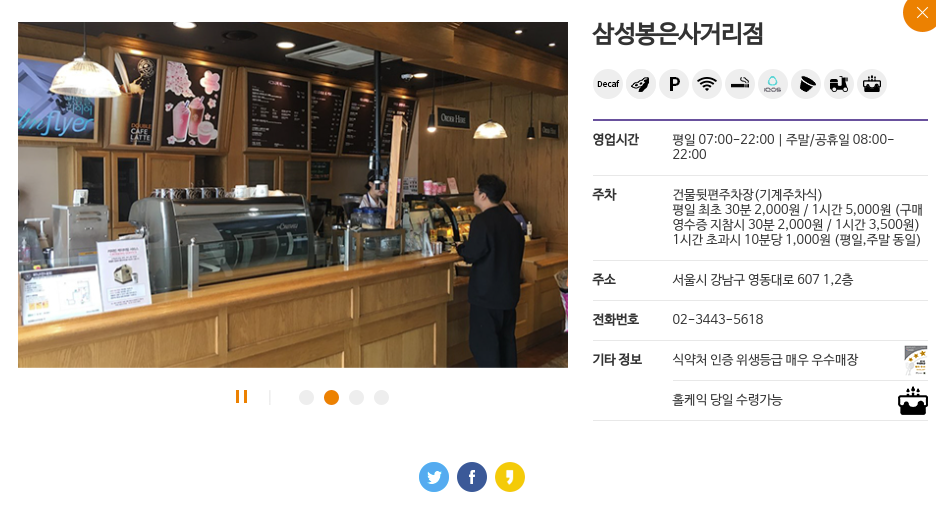 삼성봉은사거리점
Decaf P IQOS
영업시간 평일 07:00-22:00 | 주말/공휴일 08:00-
22:00
주차 건물뒷편주차장(기계주차식)
평일 최초 30분 2,000원 / 1시간 5,000원 (구매
영수증 지참시 30분 2,000원 / 1시간 3,500원)
1시간 초과시 10분당 1,000원 (평일,주말 동일)
주소 서울시 강남구 영동대로 607 1,2층
전화번호 02-3443-5618
기타 정보 식약처 인증 위생등급 매우 우수매장
홀케익 당일 수령가능
DOUBLE
CAFE
LATTE
ORDER HERE